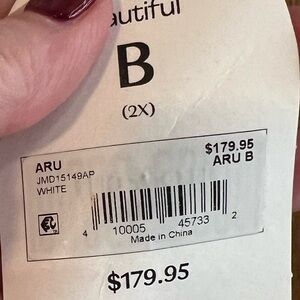 autiful
B
(2X)
$179.95
ARU ARU B
JMD15149AP
WHITE
4 10005 45733 2
Made in China
$179.95